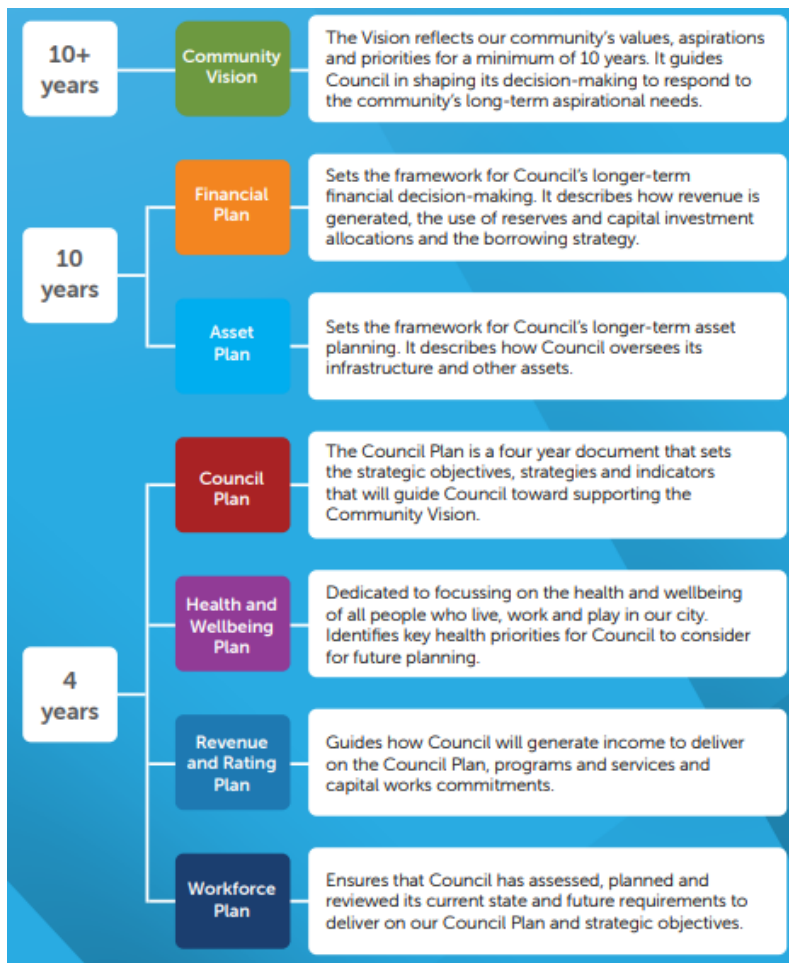 10+
years
Community
Vision
The Vision reflects our community's values, aspirations
and priorities for a minimum of 10 years. It guides
Council in shaping its decision-making to respond to
the community's long-term aspirational needs.
10
years
Financial
Plan
Sets the framework for Council's longer-term
financial decision-making. It describes how revenue is
generated, the use of reserves and capital investment
allocations and the borrowing strategy.
Asset
Plan
Sets the framework for Council's longer-term asset
planning. It describes how Council oversees its
infrastructure and other assets.
4
years
Council
Plan
The Council Plan is a four year document that sets
the strategic objectives, strategies and indicators
that will guide Council toward supporting the
Community Vision.
Health and
Wellbeing
Plan
Dedicated to focussing on the health and wellbeing
of all people who live, work and play in our city.
Identifies key health priorities for Council to consider
for future planning.
Revenue
and Rating
Plan
Guides how Council will generate income to deliver
on the Council Plan, programs and services and
capital works commitments.
Workforce
Plan
Ensures that Council has assessed, planned and
reviewed its current state and future requirements to
deliver on our Council Plan and strategic objectives.